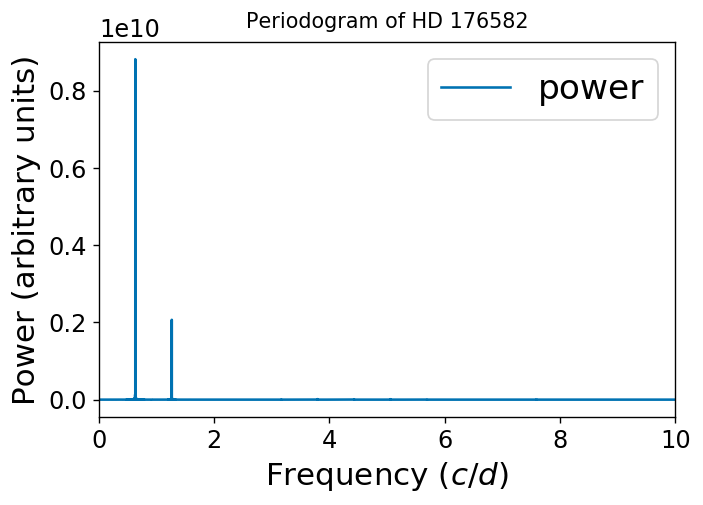 Periodogram of HD 176582
1e10
power
0.8
0.6
0.4
0.2
0.0
Power (arbitrary units)
0 2 4 6 8 10
Frequency (c/d)